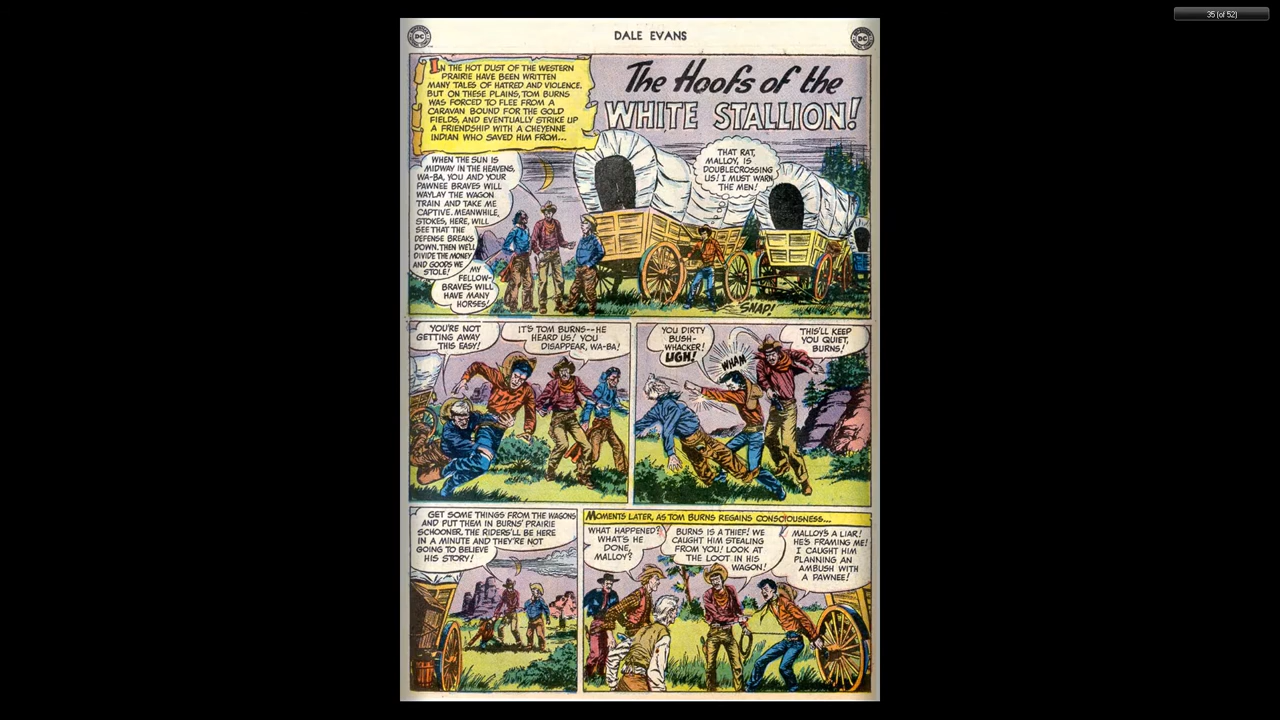 35 (of 52)
DALE EVANS
IN THE HOT DUST OF THE WESTERN
PRAIRIE HAVE BEEN WRITTEN
MANY TALES OF HATRED AND VIOLENCE.
BUT ON THESE PLAINS, TOM BURNS
WAS FORCED TO FLEE FROM A
CARAVAN BOUND FOR THE GOLD
FIELDS, AND EVENTUALLY STRIKE UP
A FRIENDSHIP WITH A CHEYENNE
INDIAN WHO SAVED HIM FROM...
The Hoofs of the
WHITE STALLION!
WHEN THE SUN IS
MIDWAY IN THE HEAVENS,
WA-BA, YOU AND YOUR
PAWNEE BRAVES WILL
WAYLAY THE WAGON
TRAIN AND TAKE ME
CAPTIVE. MEANWHILE,
STOKES, HERE, WILL
SEE THAT THE
DEFENSE BREAKS
DOWN. THEN WE'LL
DIVIDE THE MONEY
AND GOODS WE
STOLE!
MY
FELLOW-
BRAVES WILL
HAVE MANY
HORSES!
THAT RAT,
MALLOY, IS
DOUBLECROSSING
US! I MUST WARN
THE MEN!
SNAP!
YOU'RE NOT
GETTING AWAY
THIS EASY!
IT'S TOM BURNS--HE
HEARD US! YOU
DISAPPEAR, WA-BA!
YOU DIRTY
BUSH-
WHACKER!
UGH!
WHAM
THIS'LL KEEP
YOU QUIET,
BURNS!
GET SOME THINGS FROM THE WAGONS
AND PUT THEM IN BURNS' PRAIRIE
SCHOONER. THE RIDERS'LL BE HERE
IN A MINUTE AND THEY'RE NOT
GOING TO BELIEVE
HIS STORY!
MOMENTS LATER, AS TOM BURNS REGAINS CONSCIOUSNESS...
WHAT HAPPENED?
WHAT'S HE
DONE,
MALLOY?
BURNS IS A THIEF! WE
CAUGHT HIM STEALING
FROM YOU! LOOK AT
THE LOOT IN HIS
WAGON!
MALLOY'S A LIAR!
HE'S FRAMING ME!
I CAUGHT HIM
PLANNING AN
AMBUSH WITH
A PAWNEE!